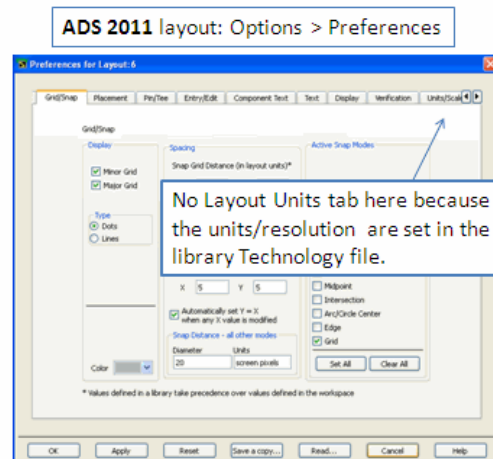 ADS 2011 layout: Options > Preferences
Preferences for Layout:6
Grid/Snap Placement Pin/Tee Entry/Edit Component Text Text Display Verification Units/Scale
Grid/Snap
Display
Minor Grid
Major Grid
Type
Dots
Lines
Color
Spacing
Snap Grid Distance (in layout units)*
X 5 Y 5
Automatically set Y = X
when any X value is modified
Snap Distance - all other modes
Diameter Units
20 screen pixels
Active Snap Modes
No Layout Units tab here because
the units/resolution are set in the
library Technology file.
Midpoint
Intersection
Arc/Circle Center
Edge
Grid
Set All Clear All
* Values defined in a library take precedence over values defined in the workspace
OK Apply Reset Save a copy... Read... Cancel Help